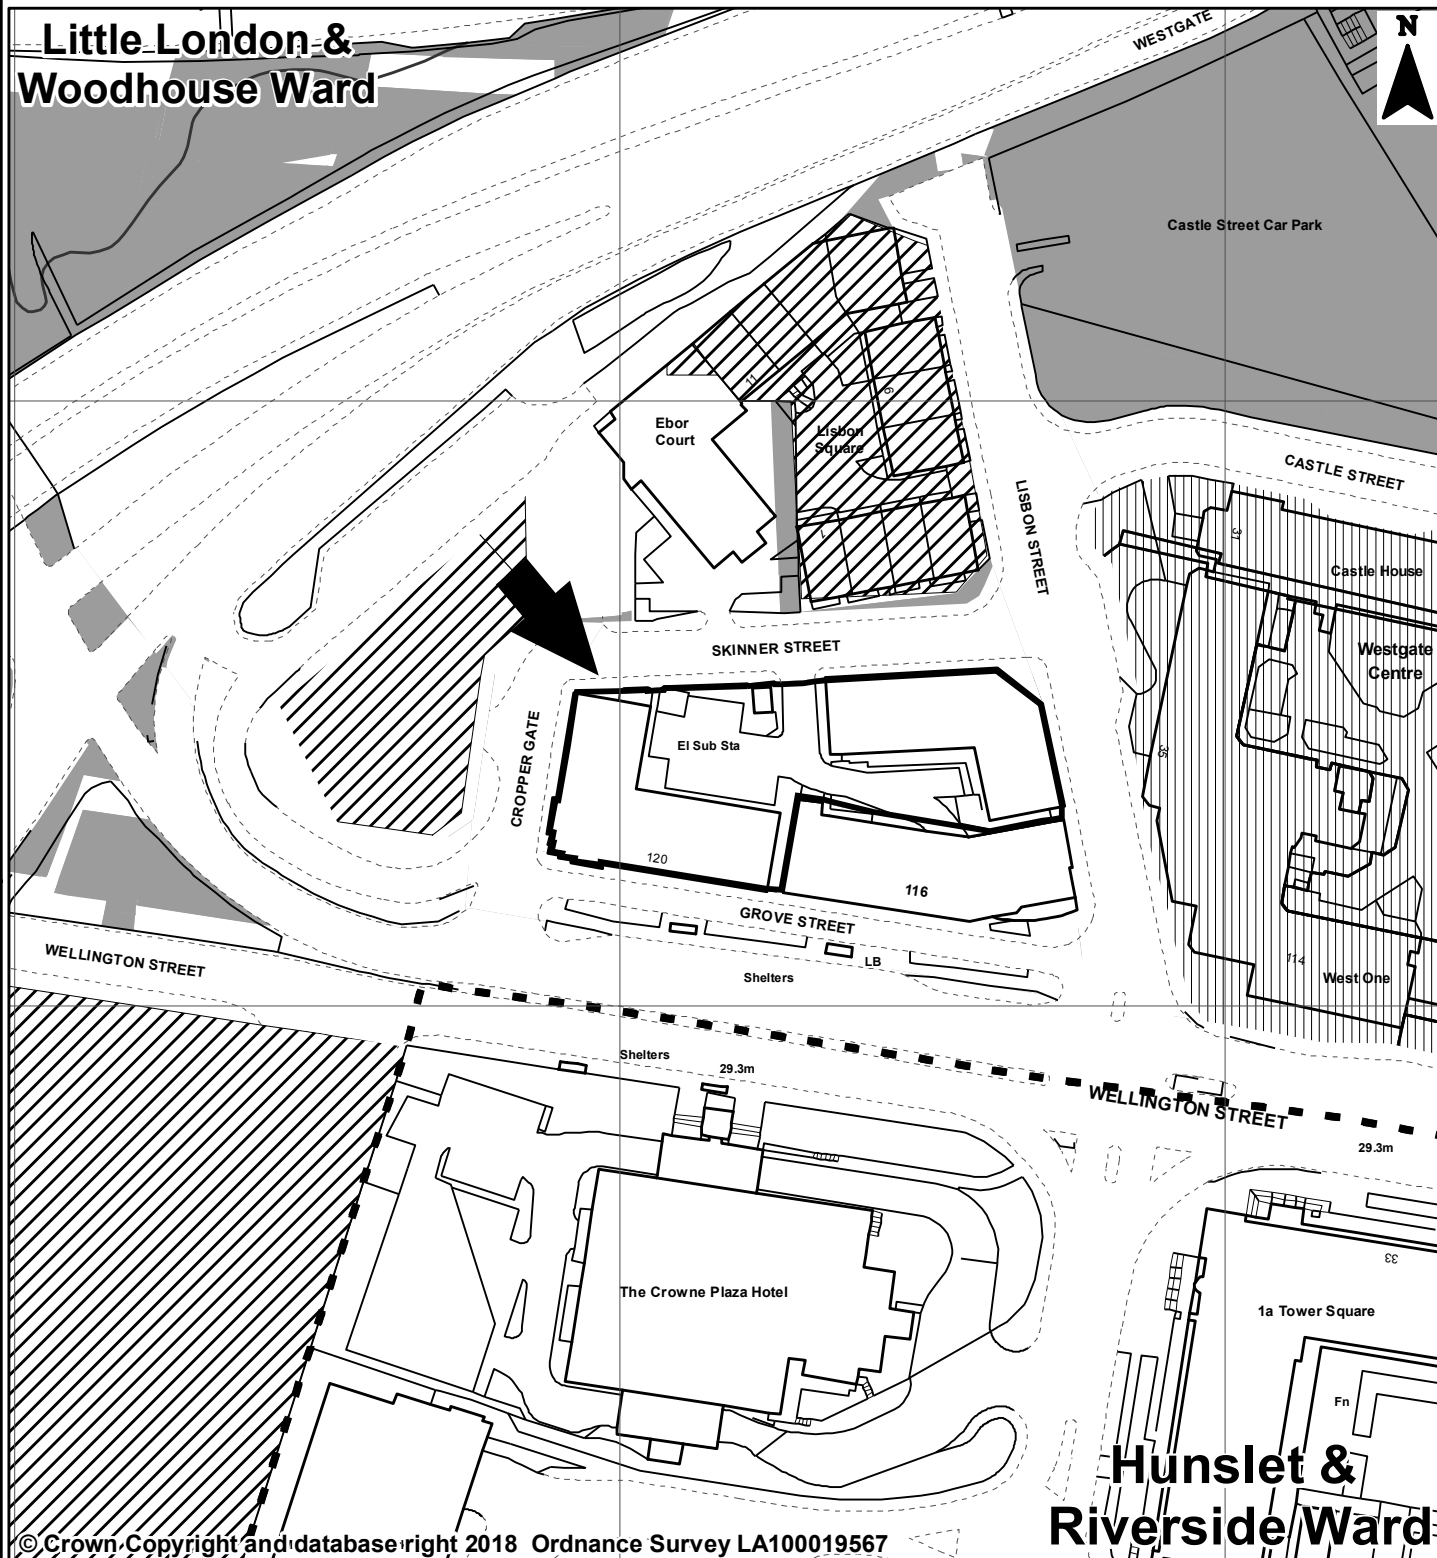 Little London &
Woodhouse Ward
WESTGATE
N
Castle Street Car Park
11
9
Ebor
Court
Lisbon
Square
CASTLE STREET
LISBON STREET
31
Castle House
SKINNER STREET
Westgate
Centre
CROPPER GATE
El Sub Sta
35
120
116
GROVE STREET
WELLINGTON STREET
LB
Shelters
114
West One
Shelters
29.3m
WELLINGTON STREET
29.3m
33
The Crowne Plaza Hotel
1a Tower Square
Fn
Hunslet &
Riverside Ward
© Crown Copyright and database right 2018 Ordnance Survey LA100019567